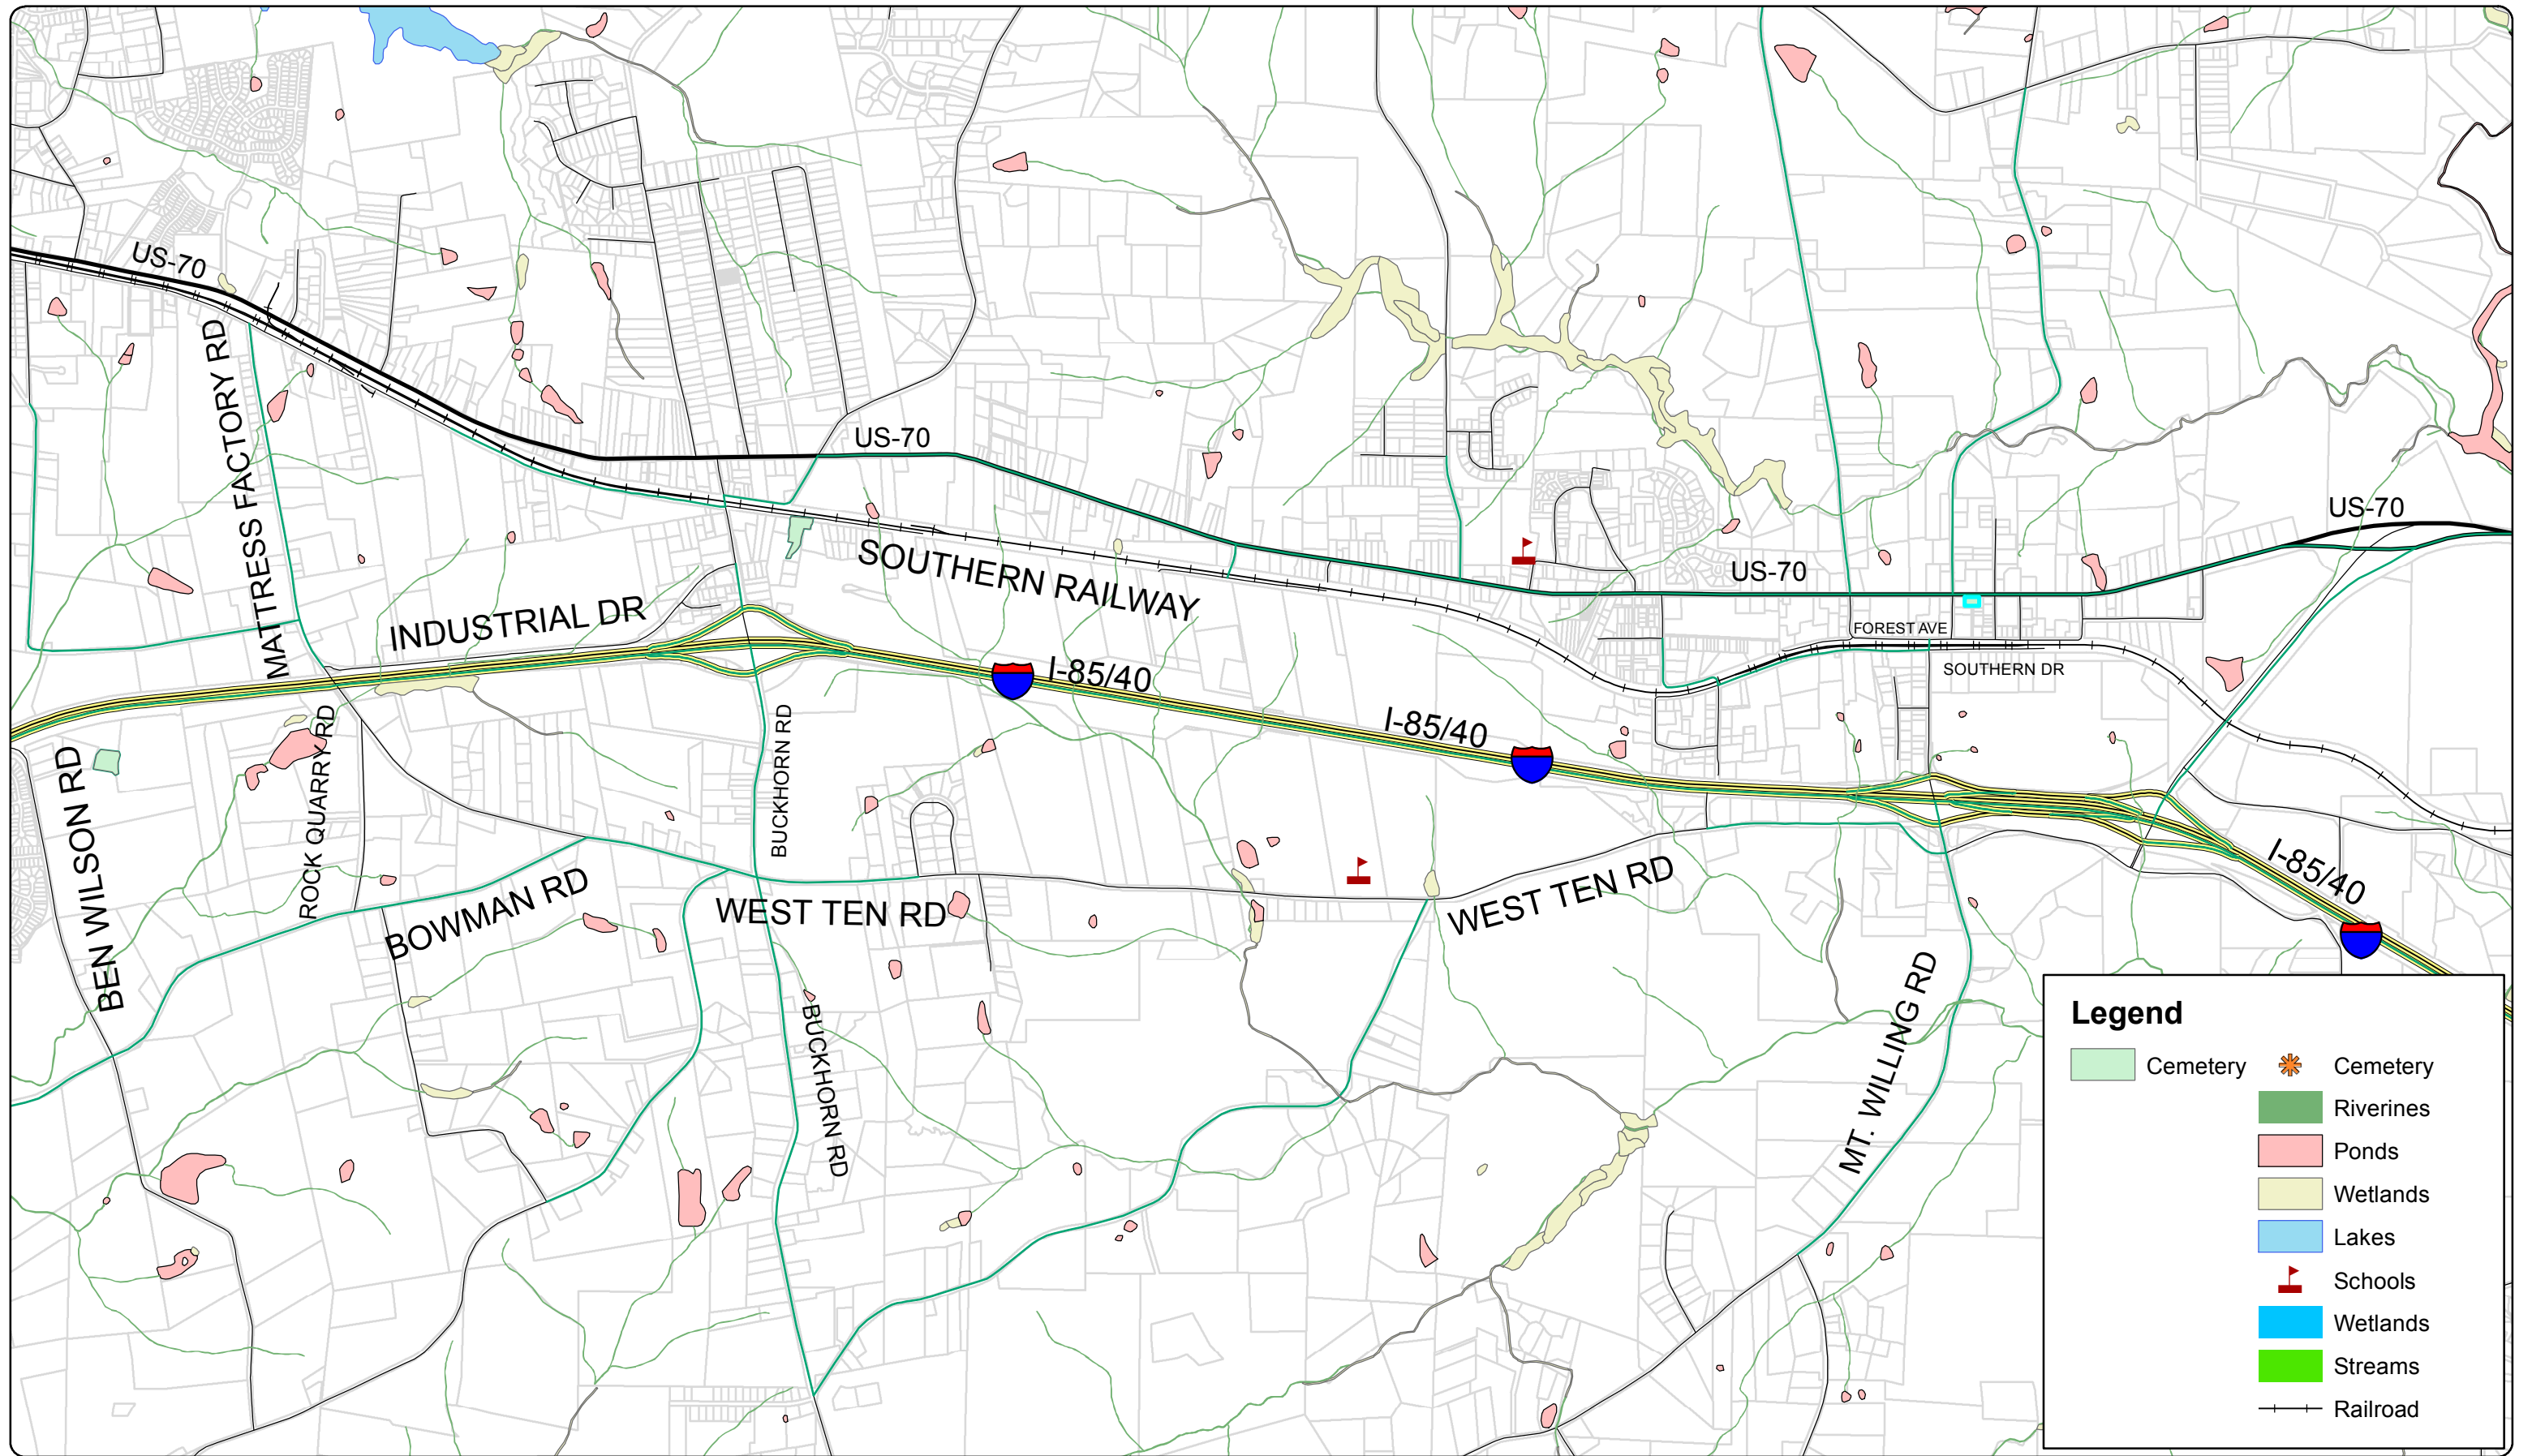 US-70
MATTRESS FACTORY RD
US-70
US-70
US-70
SOUTHERN RAILWAY
INDUSTRIAL DR
FOREST AVE
SOUTHERN DR
I-85/40
I-85/40
I-85/40
BEN WILSON RD
ROCK QUARRY RD
BUCKHORN RD
BOWMAN RD
WEST TEN RD
WEST TEN RD
BUCKHORN RD
MT. WILLING RD
Legend
Cemetery
Cemetery
Riverines
Ponds
Wetlands
Lakes
Schools
Wetlands
Streams
Railroad